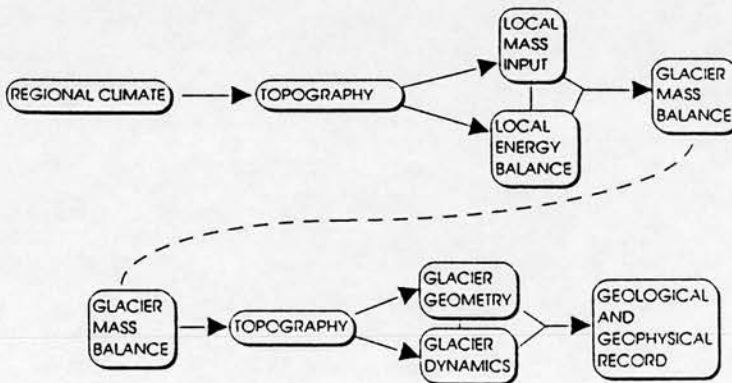 REGIONAL CLIMATE
TOPOGRAPHY
LOCAL
MASS
INPUT
LOCAL
ENERGY
BALANCE
GLACIER
MASS
BALANCE
GLACIER
MASS
BALANCE
TOPOGRAPHY
GLACIER
GEOMETRY
GLACIER
DYNAMICS
GEOLOGICAL
AND
GEOPHYSICAL
RECORD